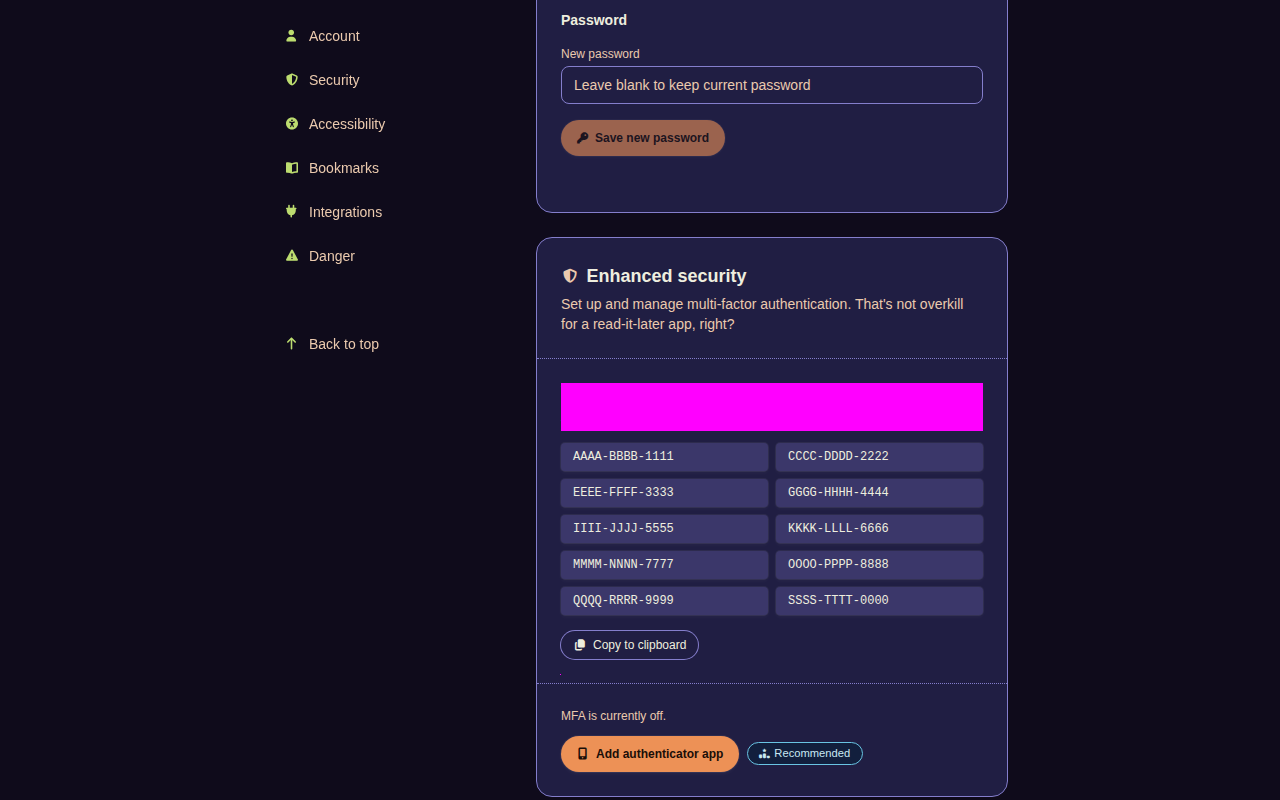 Account
Security
Accessibility
Bookmarks
Integrations
Danger
Back to top
Password
New password
Leave blank to keep current password
Save new password
Enhanced security
Set up and manage multi-factor authentication. That's not overkill
for a read-it-later app, right?
AAAA-BBBB-1111
CCCC-DDDD-2222
EEEE-FFFF-3333
GGGG-HHHH-4444
IIII-JJJJ-5555
KKKK-LLLL-6666
MMMM-NNNN-7777
OOOO-PPPP-8888
QQQQ-RRRR-9999
SSSS-TTTT-0000
Copy to clipboard
MFA is currently off.
Add authenticator app
Recommended